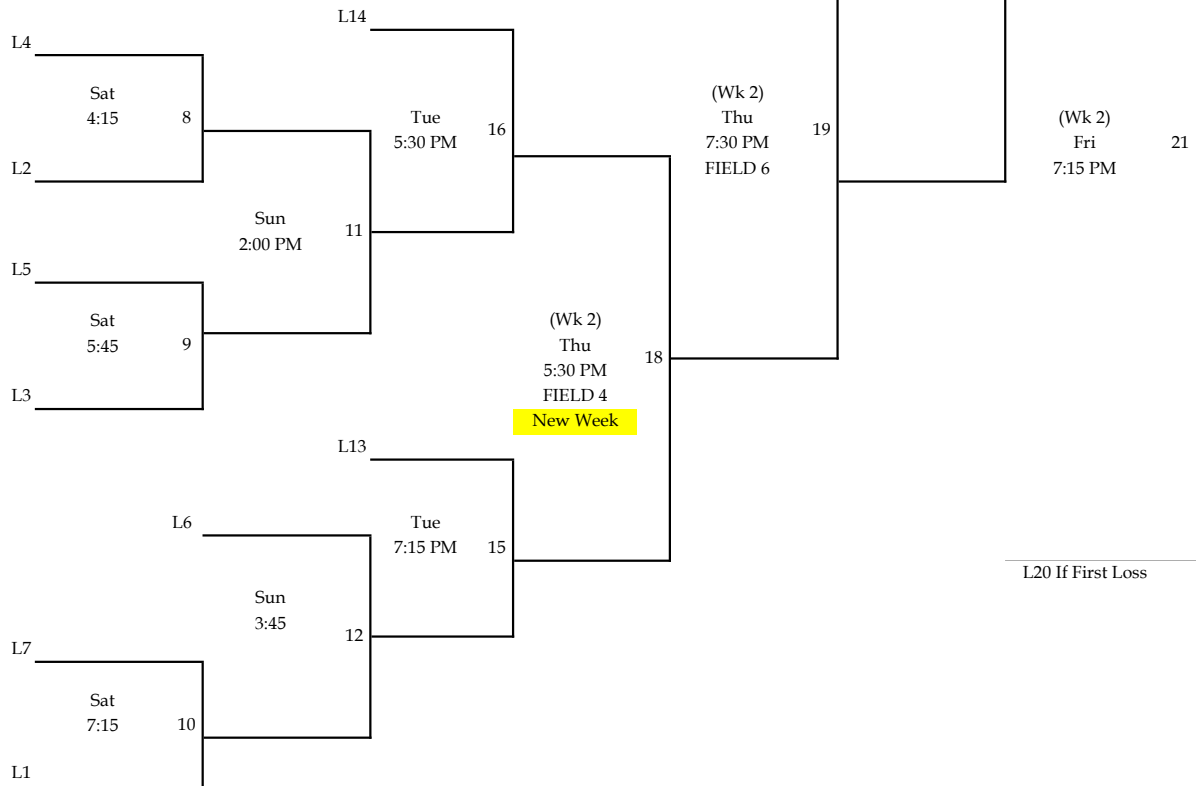 L14
L4
Sat
4:15
8
Tue
5:30 PM
16
(Wk 2)
Thu
7:30 PM
FIELD 6
19
(Wk 2)
Fri
7:15 PM
21
L2
Sun
2:00 PM
11
L5
Sat
5:45
9
(Wk 2)
Thu
5:30 PM
FIELD 4
New Week
18
L3
L13
L6
Tue
7:15 PM
15
L20 If First Loss
Sun
3:45
12
L7
Sat
7:15
10
L1